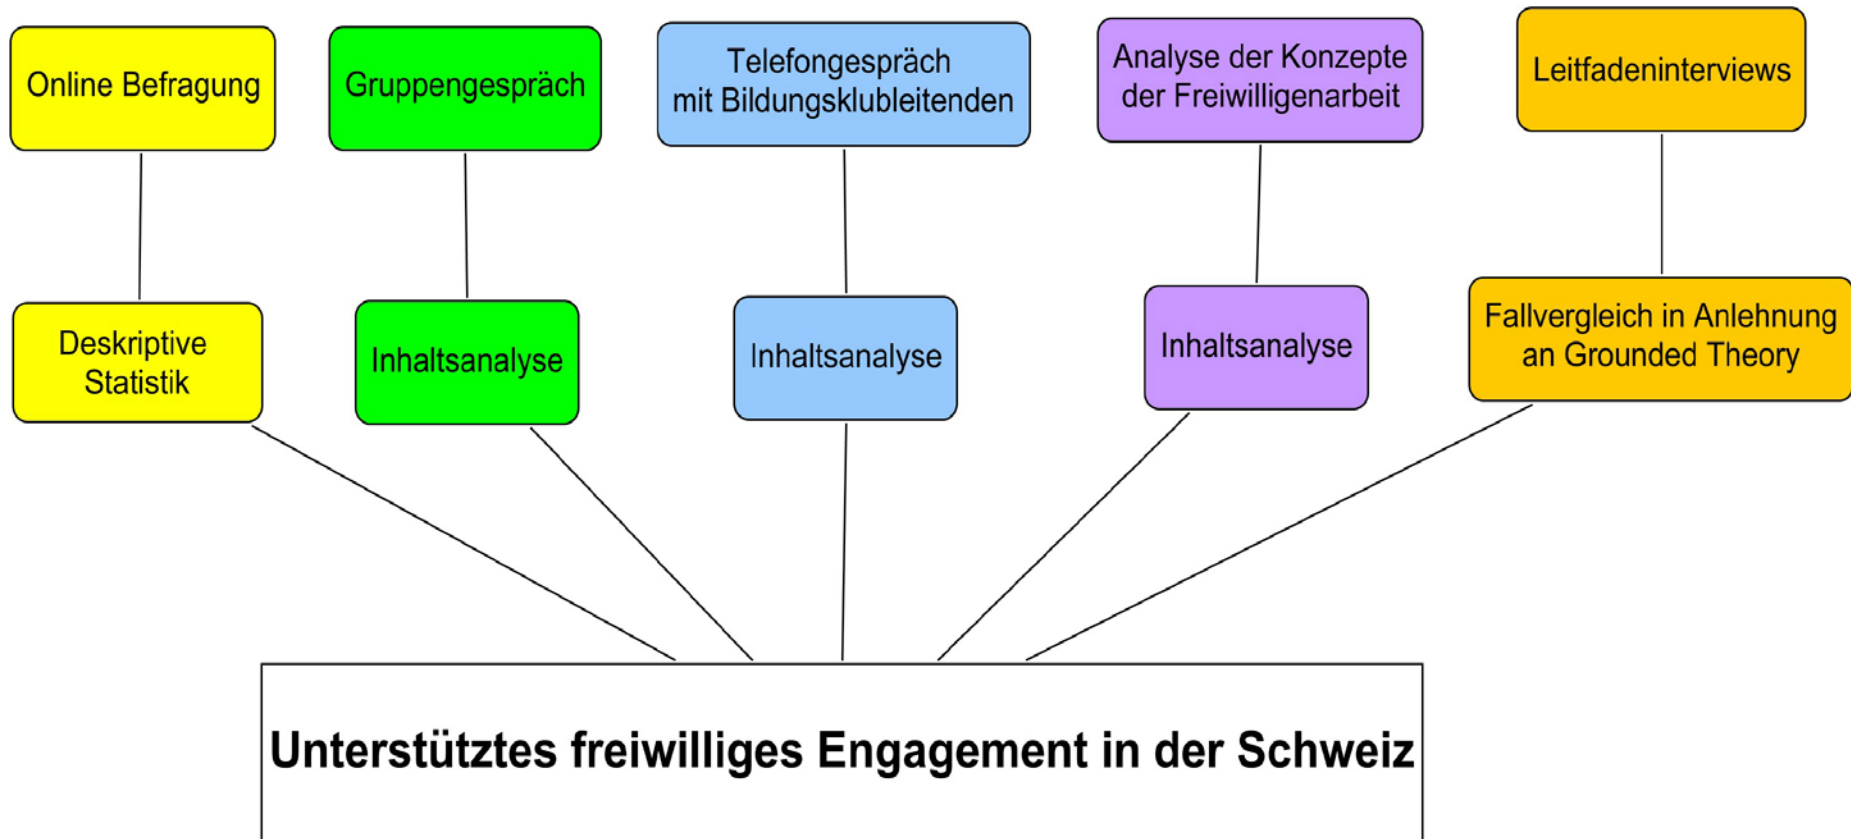 Online Befragung
Gruppengespräch
Telefongespräch
mit Bildungsklubleitenden
Analyse der Konzepte
der Freiwilligenarbeit
Leitfadeninterviews
Deskriptive
Statistik
Inhaltsanalyse
Inhaltsanalyse
Inhaltsanalyse
Fallvergleich in Anlehnung
an Grounded Theory
Unterstütztes freiwilliges Engagement in der Schweiz